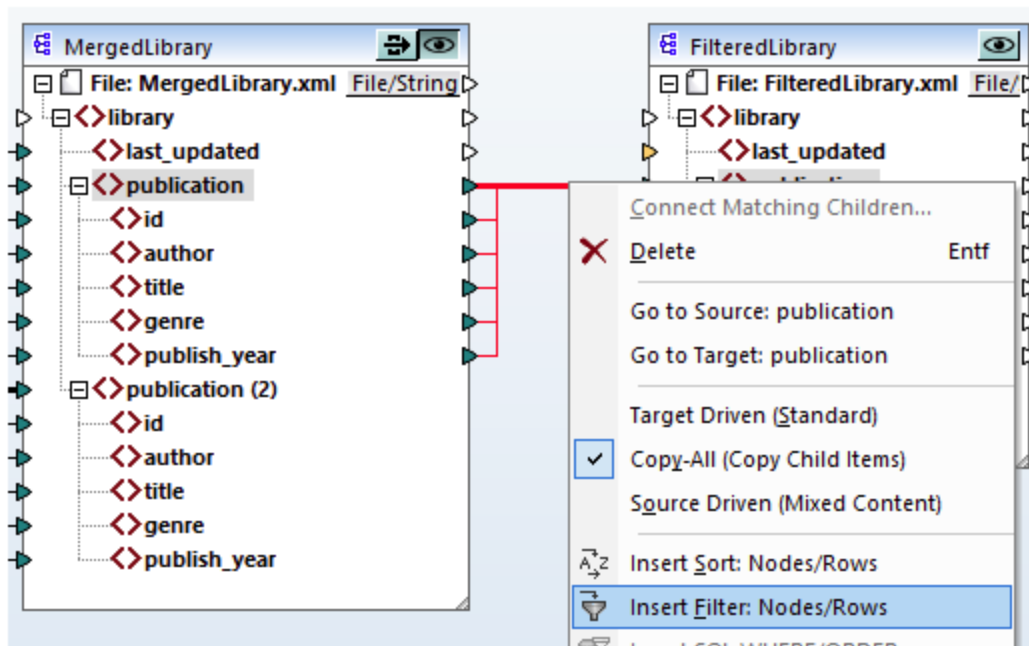 MergedLibrary
File: MergedLibrary.xml File/String
library
last_updated
publication
id
author
title
genre
publish_year
publication (2)
id
author
title
genre
publish_year
FilteredLibrary
File: FilteredLibrary.xml File/
library
last_updated
Connect Matching Children...
Delete Entf
Go to Source: publication
Go to Target: publication
Target Driven (Standard)
Copy-All (Copy Child Items)
Source Driven (Mixed Content)
Insert Sort: Nodes/Rows
Insert Filter: Nodes/Rows